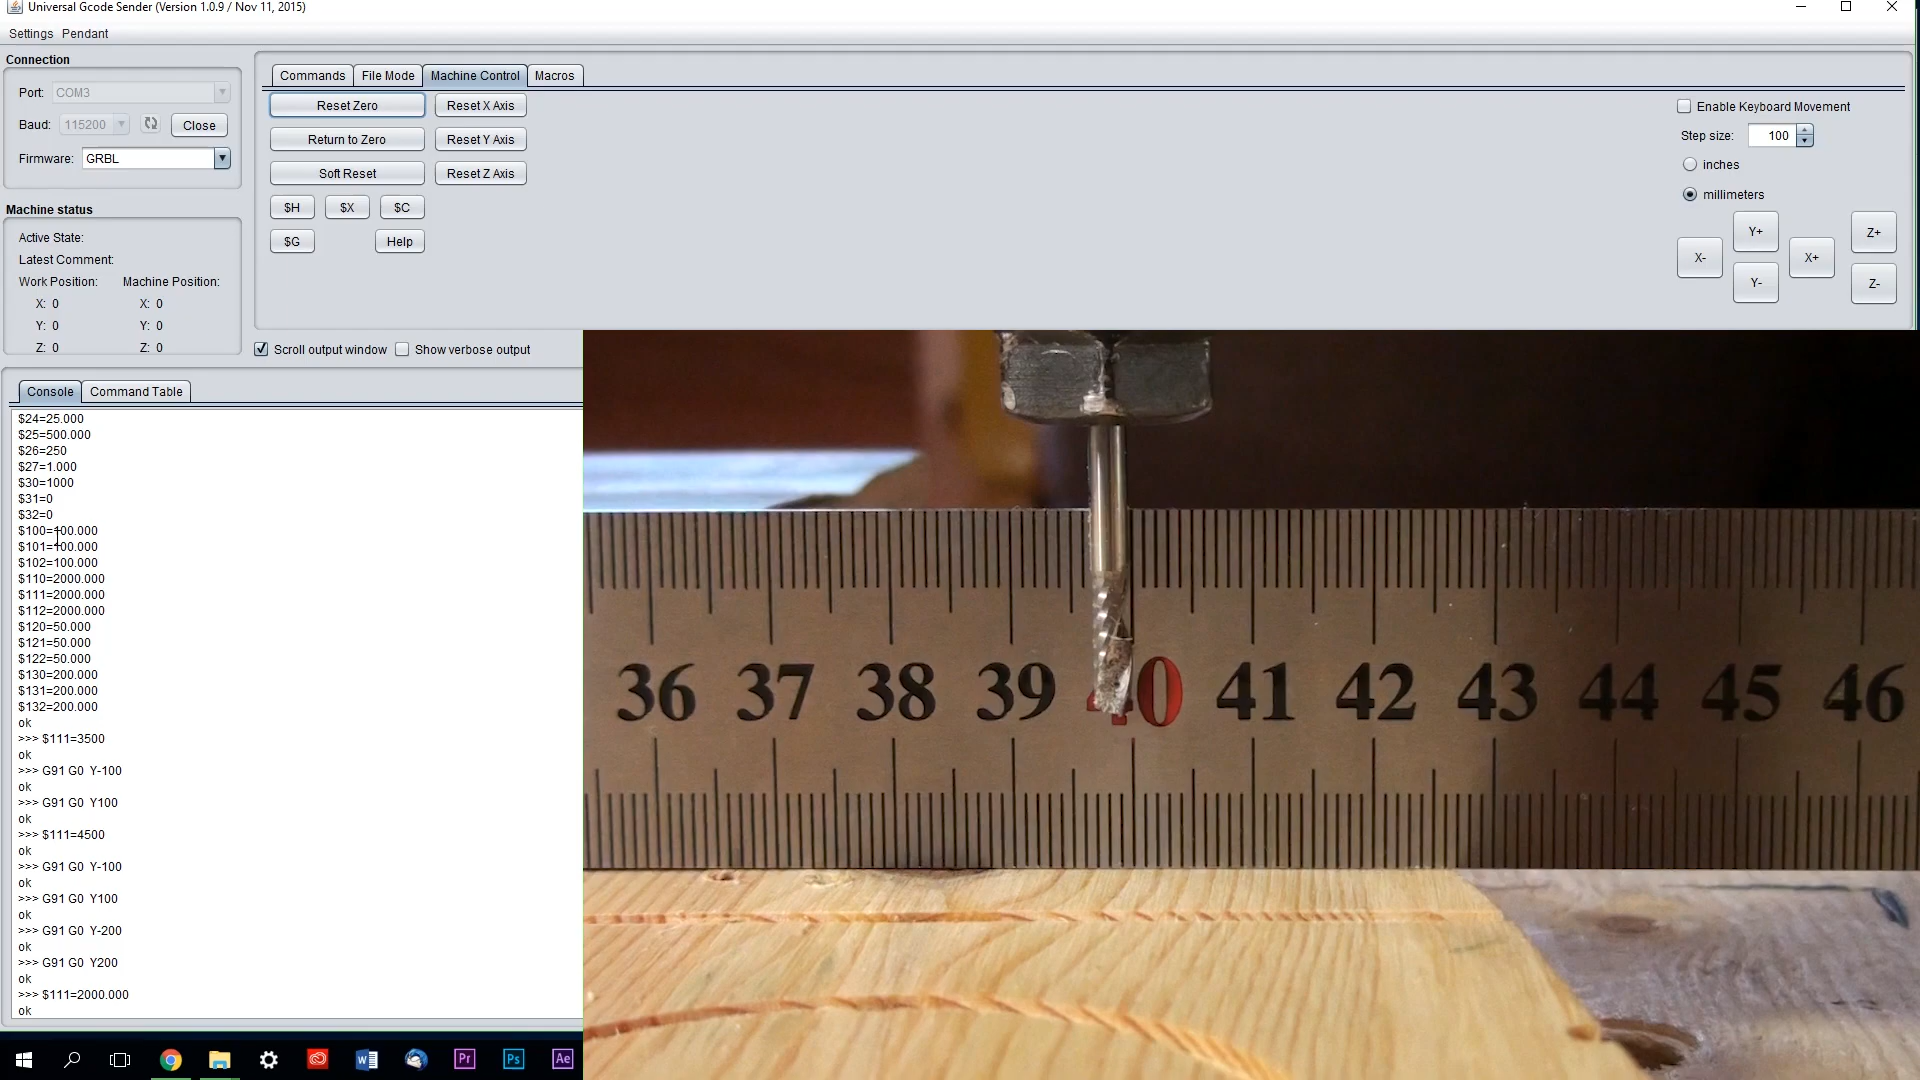 Universal Gcode Sender (Version 1.0.9 / Nov 11, 2015)
Settings Pendant
Connection
Port: COM3
Baud: 115200 Close
Firmware: GRBL
Machine status
Active State:
Latest Comment:
Work Position: Machine Position:
X: 0 X: 0
Y: 0 Y: 0
Z: 0 Z: 0
Commands File Mode Machine Control Macros
Reset Zero Reset X Axis
Return to Zero Reset Y Axis
Soft Reset Reset Z Axis
$H $X $C
$G Help
Enable Keyboard Movement
Step size: 100
inches
millimeters
Y+ Z+
X- X+
Y- Z-
Scroll output window Show verbose output
Console Command Table
$24=25.000
$25=500.000
$26=250
$27=1.000
$30=1000
$31=0
$32=0
$100=100.000
$101=100.000
$102=100.000
$110=2000.000
$111=2000.000
$112=2000.000
$120=50.000
$121=50.000
$122=50.000
$130=200.000
$131=200.000
$132=200.000
ok
>>> $111=3500
ok
>>> G91 G0 Y-100
ok
>>> G91 G0 Y100
ok
>>> $111=4500
ok
>>> G91 G0 Y-100
ok
>>> G91 G0 Y100
ok
>>> G91 G0 Y-200
ok
>>> G91 G0 Y200
ok
>>> $111=2000.000
ok
36 37 38 39 40 41 42 43 44 45 46
Pr Ps Ae